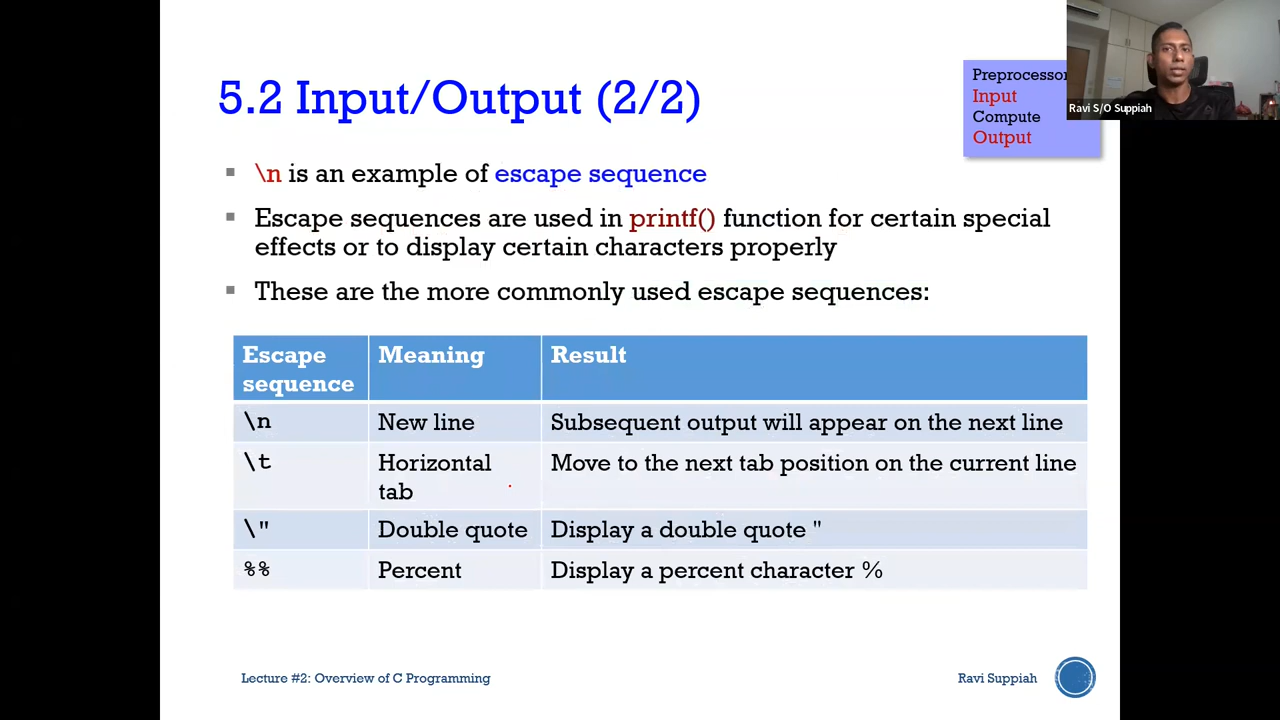 5.2 Input/Output (2/2)
Preprocessor
Input
Compute
Output
Ravi S/O Suppiah
\n is an example of escape sequence
Escape sequences are used in printf() function for certain special
effects or to display certain characters properly
These are the more commonly used escape sequences:
Escape sequence Meaning Result
\n New line Subsequent output will appear on the next line
\t Horizontal tab Move to the next tab position on the current line
\" Double quote Display a double quote "
%% Percent Display a percent character %
Lecture #2: Overview of C Programming
Ravi Suppiah